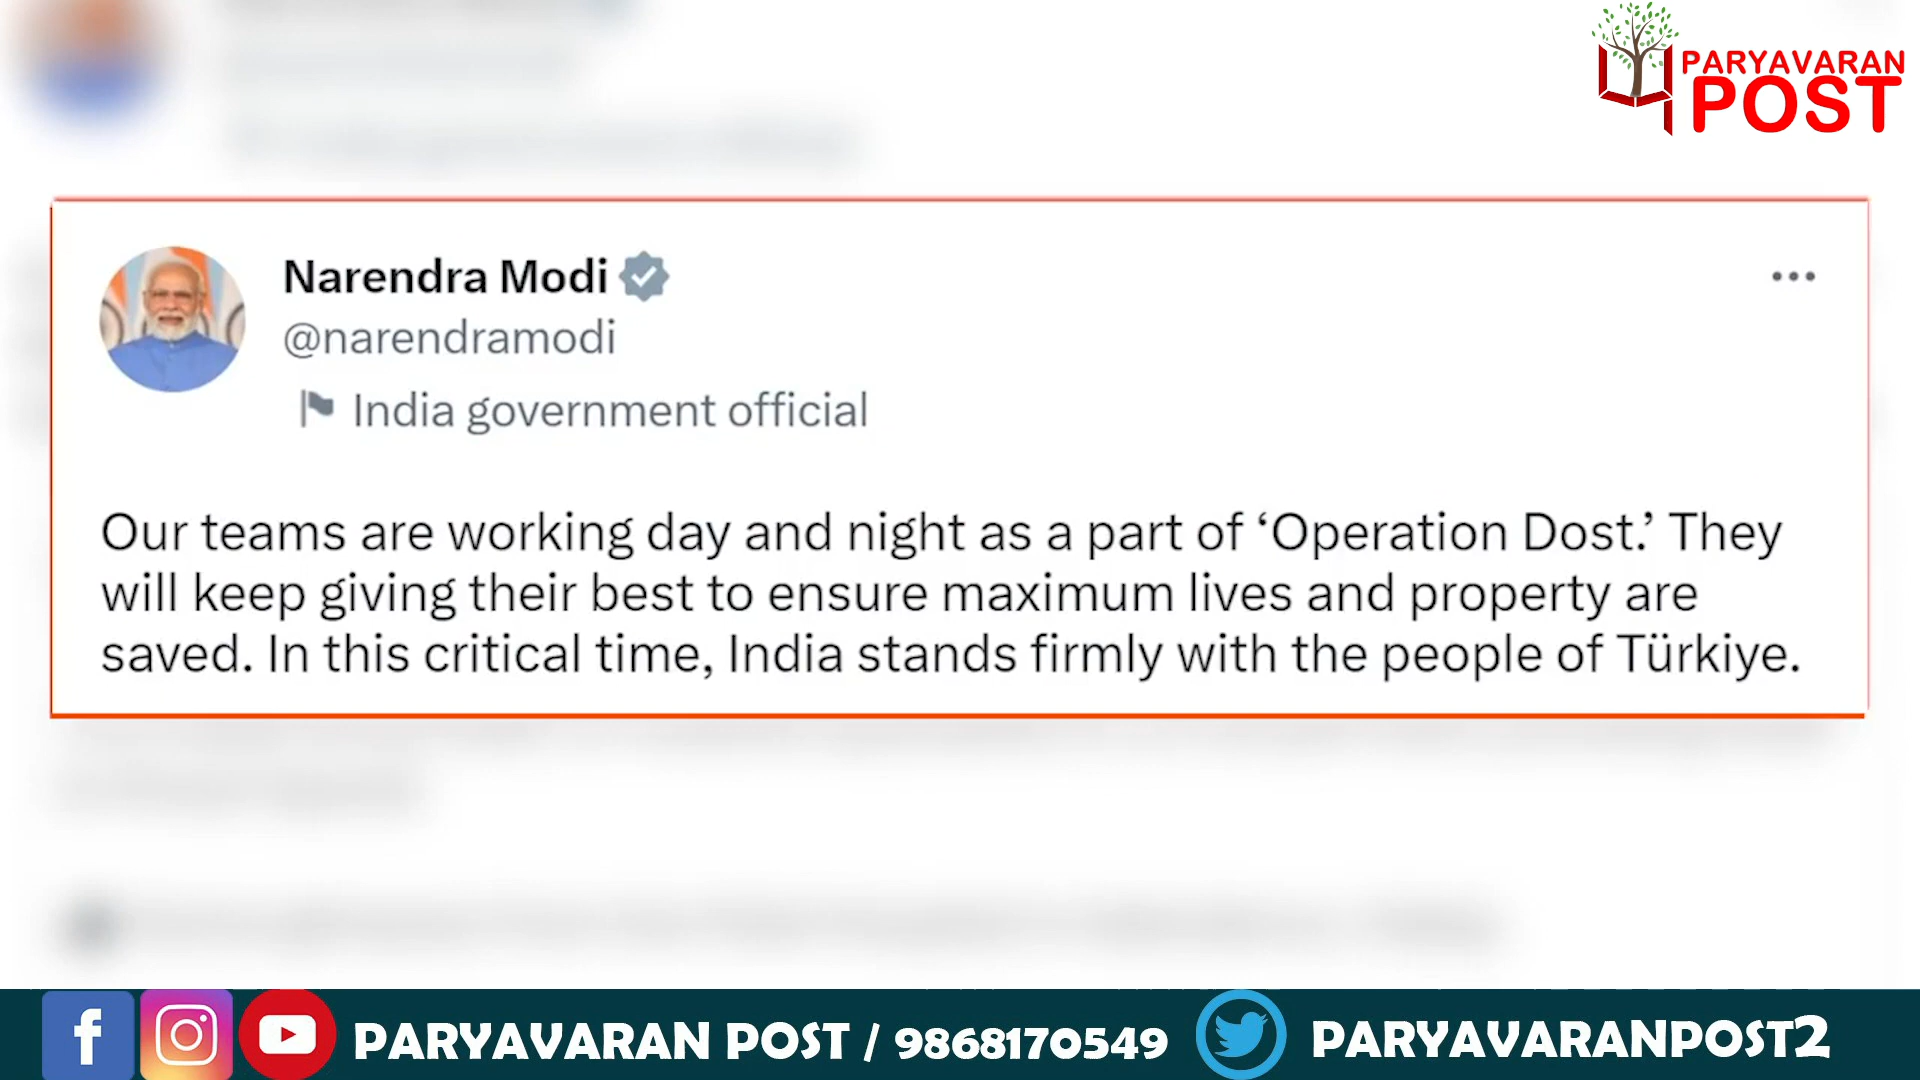 PARYAVARAN
POST
Narendra Modi
@narendramodi
India government official
Our teams are working day and night as a part of ‘Operation Dost.’ They
will keep giving their best to ensure maximum lives and property are
saved. In this critical time, India stands firmly with the people of Türkiye.
PARYAVARAN POST / 9868170549 PARYAVARANPOST2